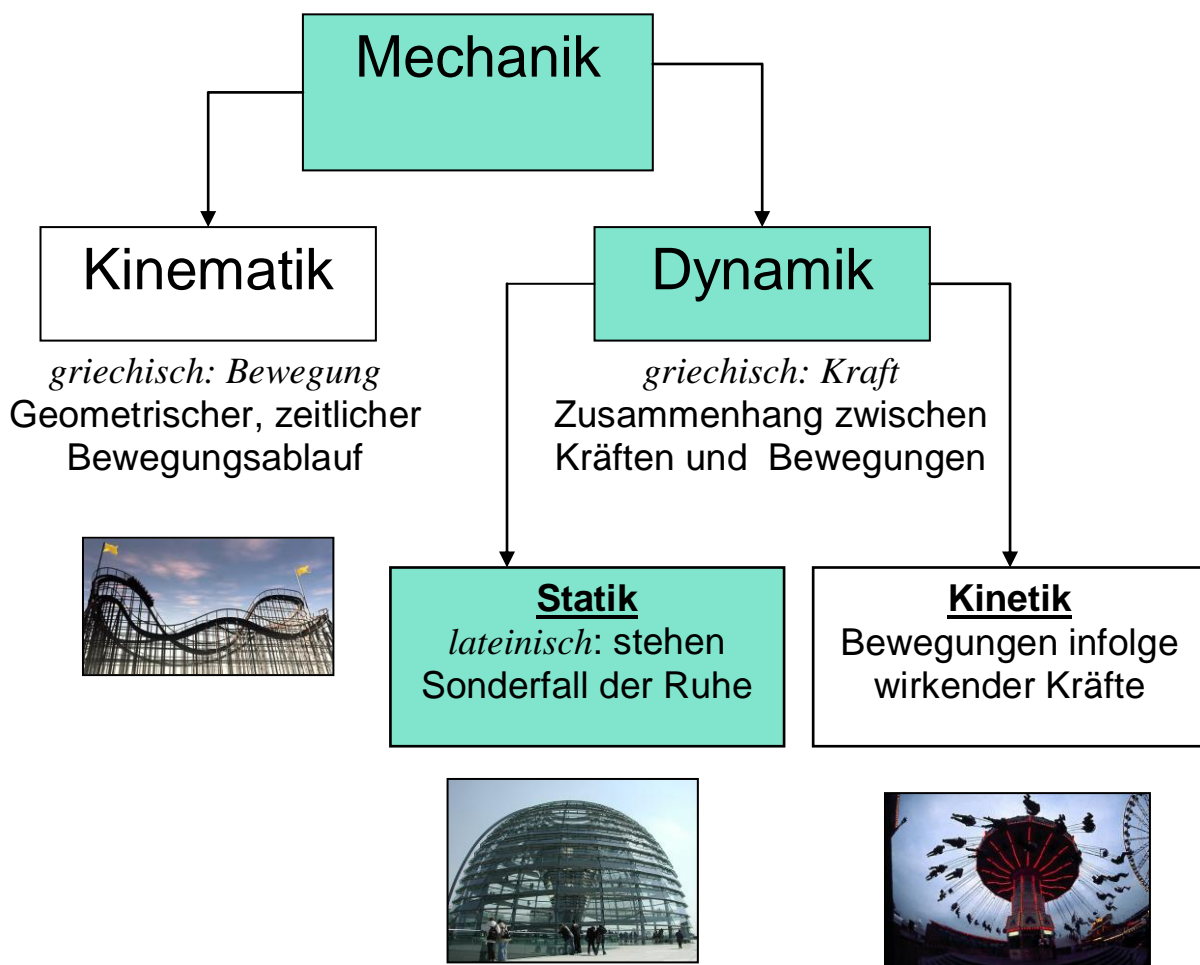 Mechanik
Kinematik
griechisch: Bewegung
Geometrischer, zeitlicher
Bewegungsablauf
Dynamik
griechisch: Kraft
Zusammenhang zwischen
Kräften und Bewegungen
Statik
lateinisch: stehen
Sonderfall der Ruhe
Kinetik
Bewegungen infolge
wirkender Kräfte